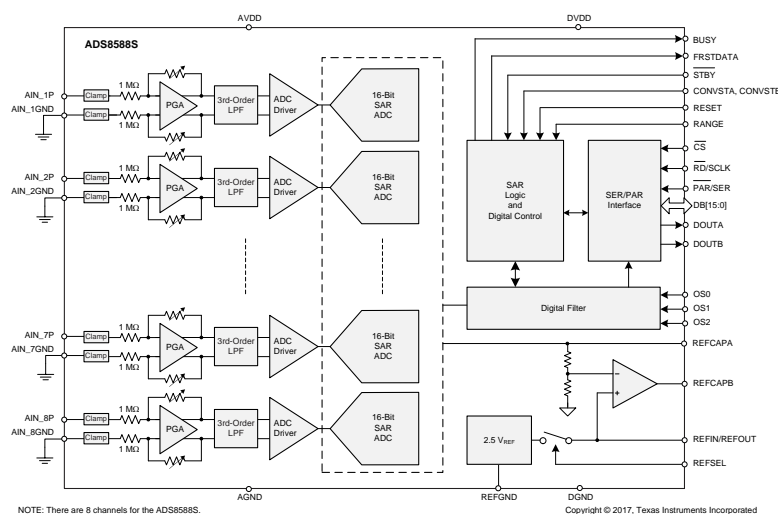 AVDD
DVDD
ADS8588S
BUSY
FRSTDATA
STBY
CONVSTA, CONVSTB
RESET
RANGE
CS
RD/SCLK
PAR/SER
DB[15:0]
DOUTA
DOUTB
OS0
OS1
OS2
REFCAPA
REFCAPB
REFIN/REFOUT
REFSEL
AIN_1P
AIN_1GND
Clamp
Clamp
1 MΩ
1 MΩ
PGA
3rd-Order
LPF
ADC
Driver
16-Bit
SAR
ADC
AIN_2P
AIN_2GND
Clamp
Clamp
1 MΩ
1 MΩ
PGA
3rd-Order
LPF
ADC
Driver
16-Bit
SAR
ADC
AIN_7P
AIN_7GND
Clamp
Clamp
1 MΩ
1 MΩ
PGA
3rd-Order
LPF
ADC
Driver
16-Bit
SAR
ADC
AIN_8P
AIN_8GND
Clamp
Clamp
1 MΩ
1 MΩ
PGA
3rd-Order
LPF
ADC
Driver
16-Bit
SAR
ADC
SAR
Logic
and
Digital Control
SER/PAR
Interface
Digital Filter
2.5 VREF
AGND
REFGND
DGND
NOTE: There are 8 channels for the ADS8588S.
Copyright © 2017, Texas Instruments Incorporated